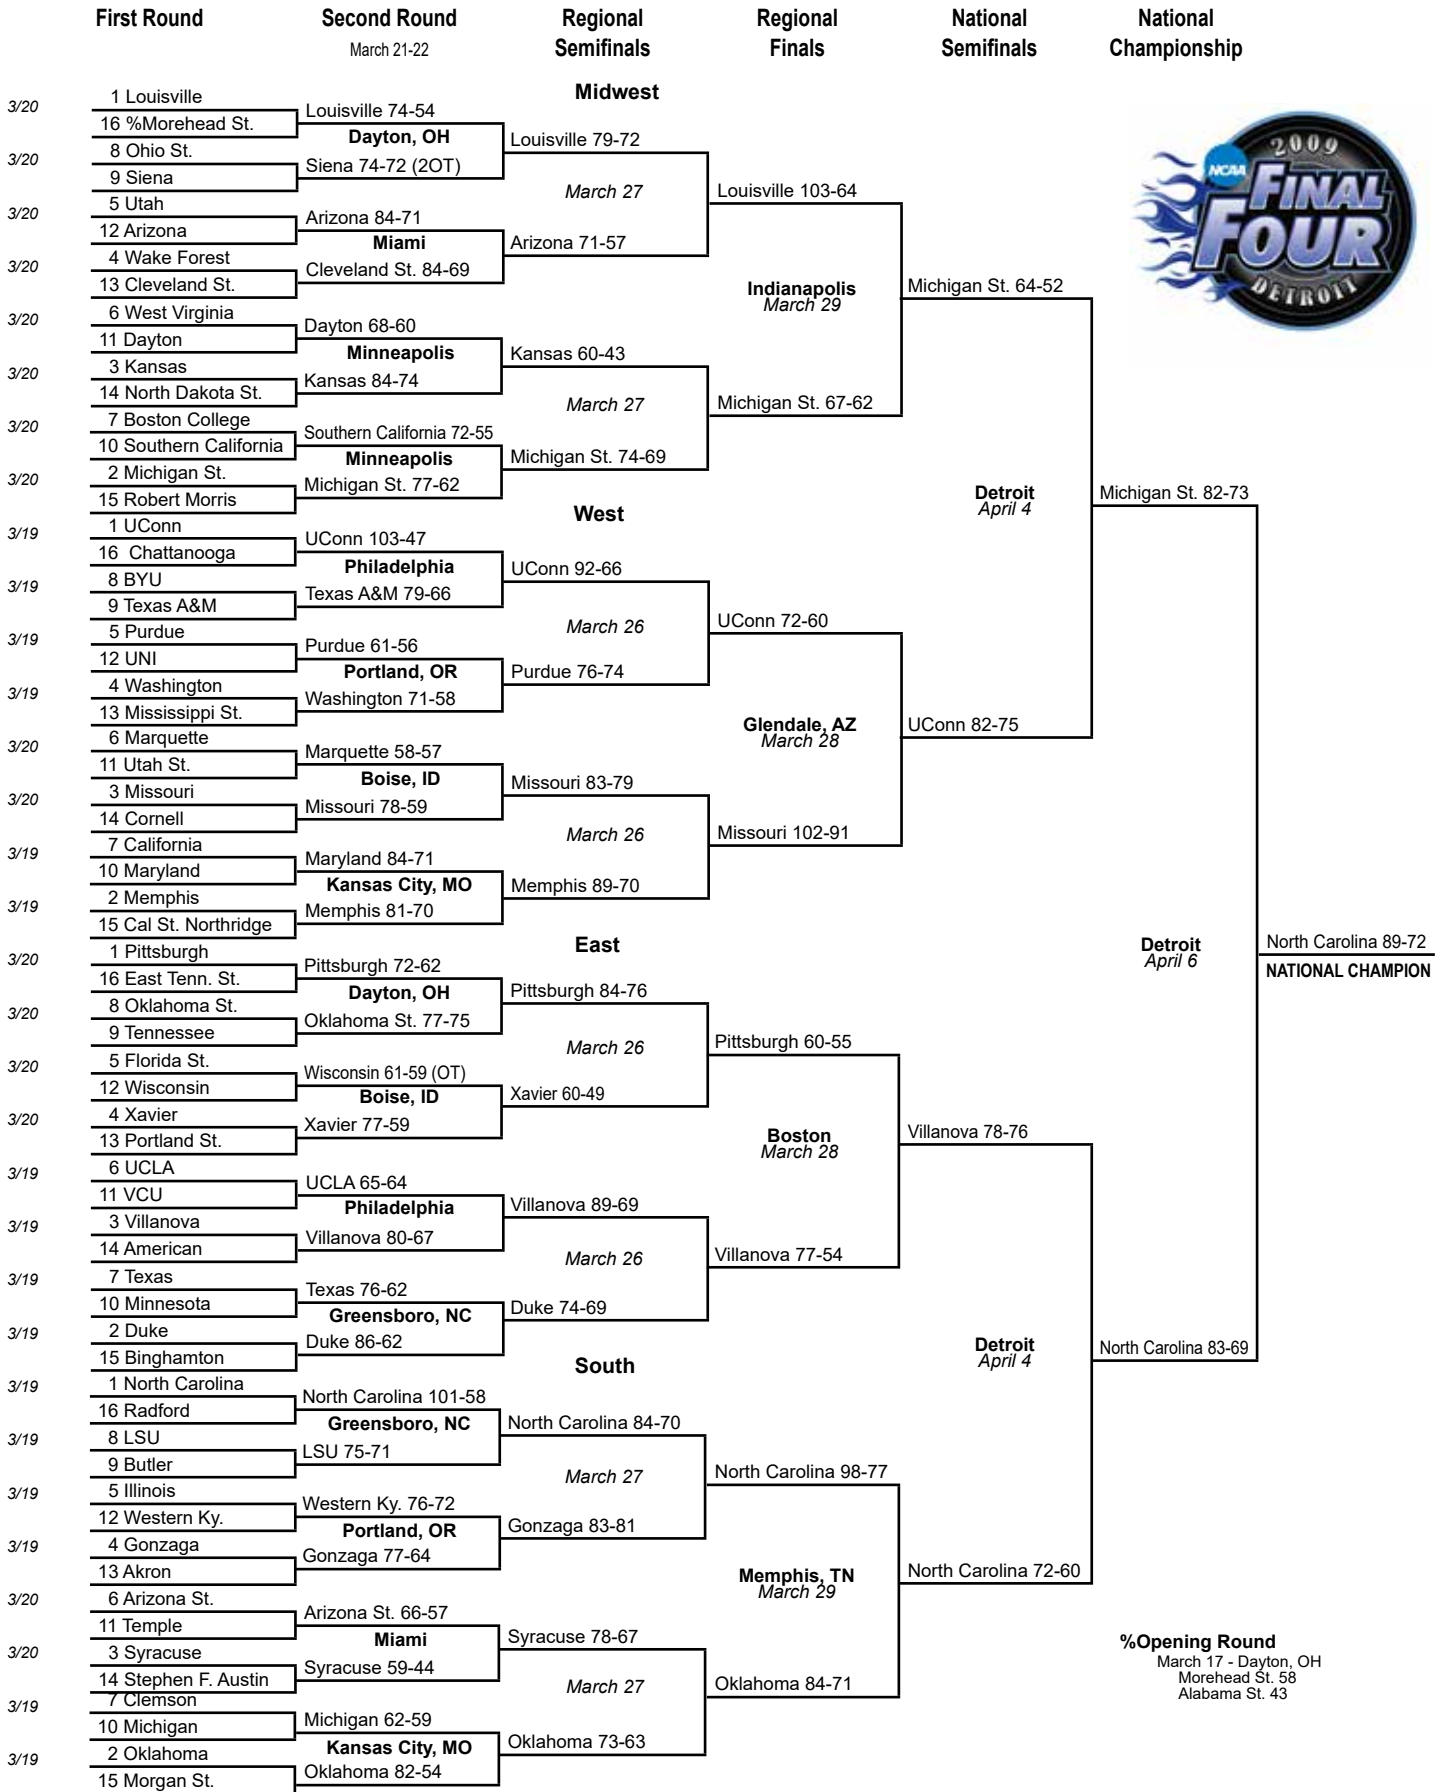 First Round
Second Round
March 21-22
Regional
Semifinals
Regional
Finals
National
Semifinals
National
Championship
2009
NCAA
FINAL
FOUR
DETROIT
Midwest
3/20
1 Louisville
16 %Morehead St.
3/20
8 Ohio St.
9 Siena
3/20
5 Utah
12 Arizona
3/20
4 Wake Forest
13 Cleveland St.
3/20
6 West Virginia
11 Dayton
3/20
3 Kansas
14 North Dakota St.
3/20
7 Boston College
10 Southern California
3/20
2 Michigan St.
15 Robert Morris
Louisville 74-54
Dayton, OH
Siena 74-72 (2OT)
Arizona 84-71
Miami
Cleveland St. 84-69
Dayton 68-60
Minneapolis
Kansas 84-74
Southern California 72-55
Minneapolis
Michigan St. 77-62
Louisville 79-72
March 27
Arizona 71-57
Kansas 60-43
March 27
Michigan St. 74-69
Louisville 103-64
Indianapolis
March 29
Michigan St. 67-62
Michigan St. 64-52
West
3/19
1 UConn
16 Chattanooga
3/19
8 BYU
9 Texas A&M
3/19
5 Purdue
12 UNI
3/19
4 Washington
13 Mississippi St.
3/20
6 Marquette
11 Utah St.
3/20
3 Missouri
14 Cornell
3/19
7 California
10 Maryland
3/19
2 Memphis
15 Cal St. Northridge
UConn 103-47
Philadelphia
Texas A&M 79-66
Purdue 61-56
Portland, OR
Washington 71-58
Marquette 58-57
Boise, ID
Missouri 78-59
Maryland 84-71
Kansas City, MO
Memphis 81-70
UConn 92-66
March 26
Purdue 76-74
Missouri 83-79
March 26
Memphis 89-70
UConn 72-60
Glendale, AZ
March 28
Missouri 102-91
UConn 82-75
Detroit
April 4
Michigan St. 82-73
East
3/20
1 Pittsburgh
16 East Tenn. St.
3/20
8 Oklahoma St.
9 Tennessee
3/20
5 Florida St.
12 Wisconsin
3/20
4 Xavier
13 Portland St.
3/19
6 UCLA
11 VCU
3/19
3 Villanova
14 American
3/19
7 Texas
10 Minnesota
3/19
2 Duke
15 Binghamton
Pittsburgh 72-62
Dayton, OH
Oklahoma St. 77-75
Wisconsin 61-59 (OT)
Boise, ID
Xavier 77-59
UCLA 65-64
Philadelphia
Villanova 80-67
Texas 76-62
Greensboro, NC
Duke 86-62
Pittsburgh 84-76
March 26
Xavier 60-49
Villanova 89-69
March 26
Duke 74-69
Pittsburgh 60-55
Boston
March 28
Villanova 77-54
Villanova 78-76
South
3/19
1 North Carolina
16 Radford
3/19
8 LSU
9 Butler
3/19
5 Illinois
12 Western Ky.
3/19
4 Gonzaga
13 Akron
3/20
6 Arizona St.
11 Temple
3/20
3 Syracuse
14 Stephen F. Austin
3/19
7 Clemson
10 Michigan
3/19
2 Oklahoma
15 Morgan St.
North Carolina 101-58
Greensboro, NC
LSU 75-71
Western Ky. 76-72
Portland, OR
Gonzaga 77-64
Arizona St. 66-57
Miami
Syracuse 59-44
Michigan 62-59
Kansas City, MO
Oklahoma 82-54
North Carolina 84-70
March 27
Gonzaga 83-81
Syracuse 78-67
March 27
Oklahoma 73-63
North Carolina 98-77
Memphis, TN
March 29
Oklahoma 84-71
North Carolina 72-60
Detroit
April 4
North Carolina 83-69
Detroit
April 6
North Carolina 89-72
NATIONAL CHAMPION
%Opening Round
March 17 - Dayton, OH
Morehead St. 58
Alabama St. 43